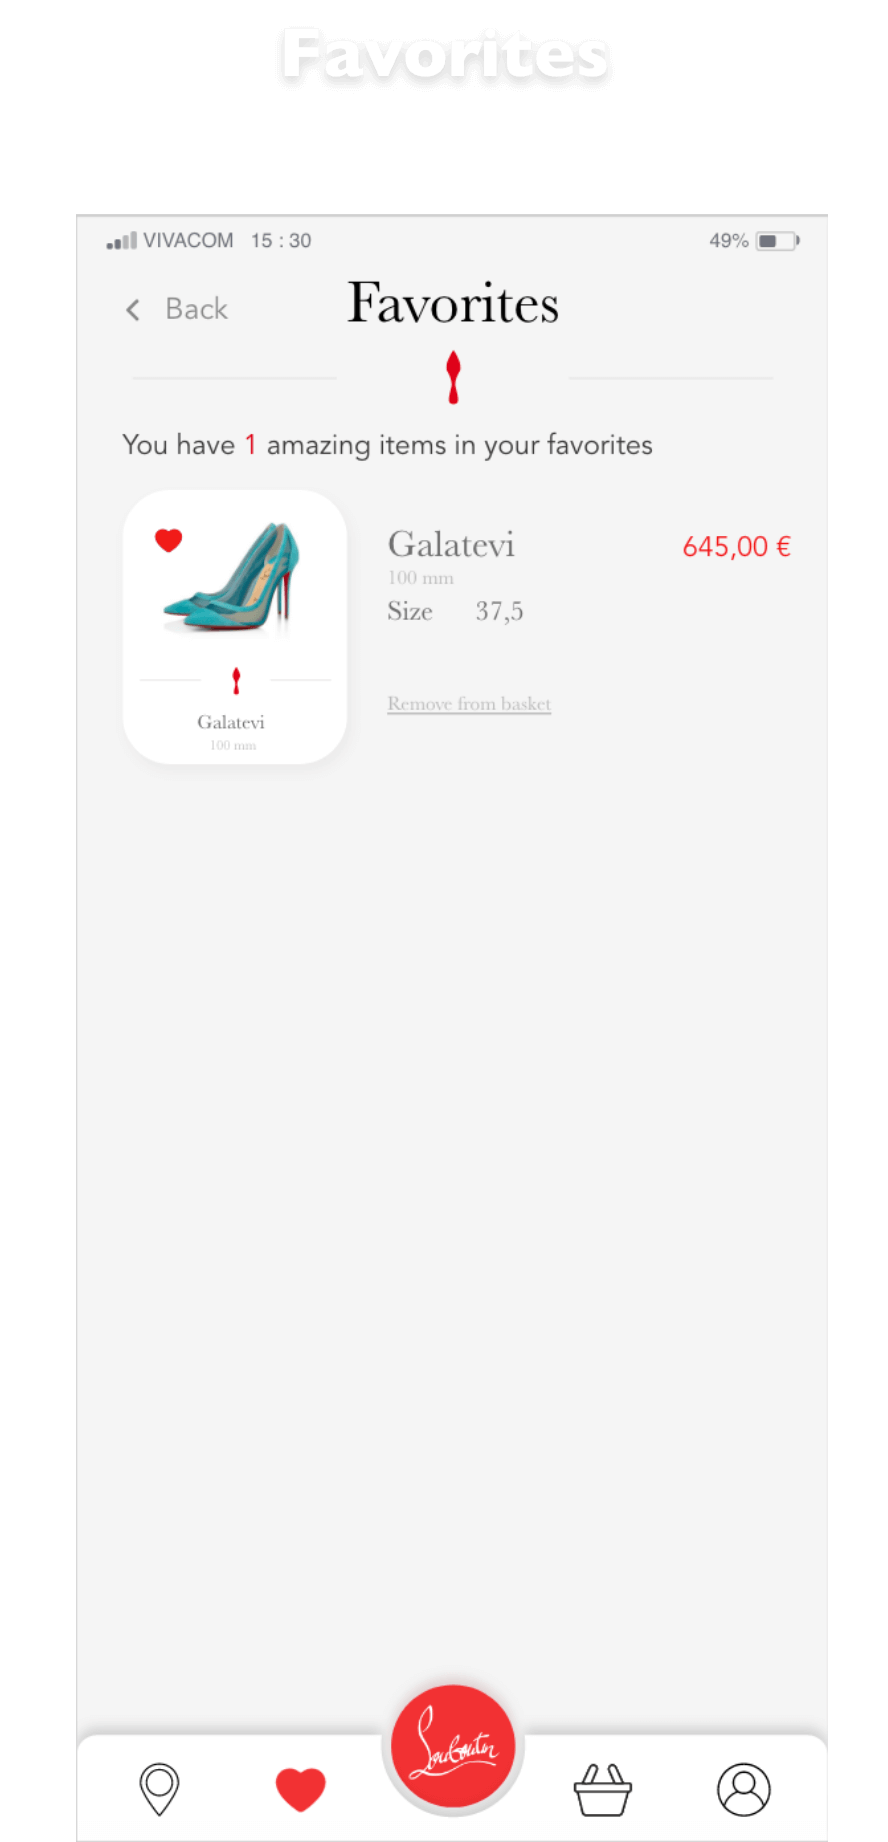 Favorites
VIVACOM 15 : 30 49%
Back Favorites
You have 1 amazing items in your favorites
Galatevi 645,00 €
100 mm
Size 37,5
Remove from basket
Galatevi
100 mm
Louboutin